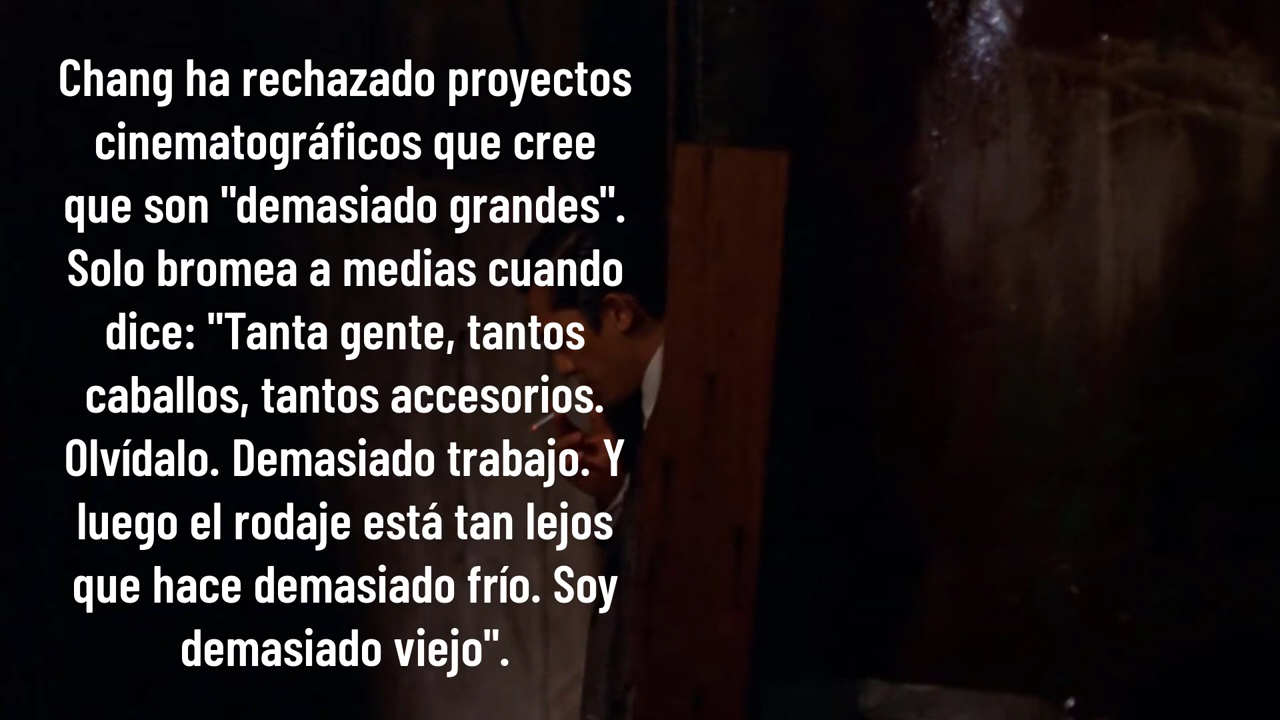 Chang ha rechazado proyectos
cinematográficos que cree
que son "demasiado grandes".
Solo bromea a medias cuando
dice: "Tanta gente, tantos
caballos, tantos accesorios.
Olvídalo. Demasiado trabajo. Y
luego el rodaje está tan lejos
que hace demasiado frío. Soy
demasiado viejo".